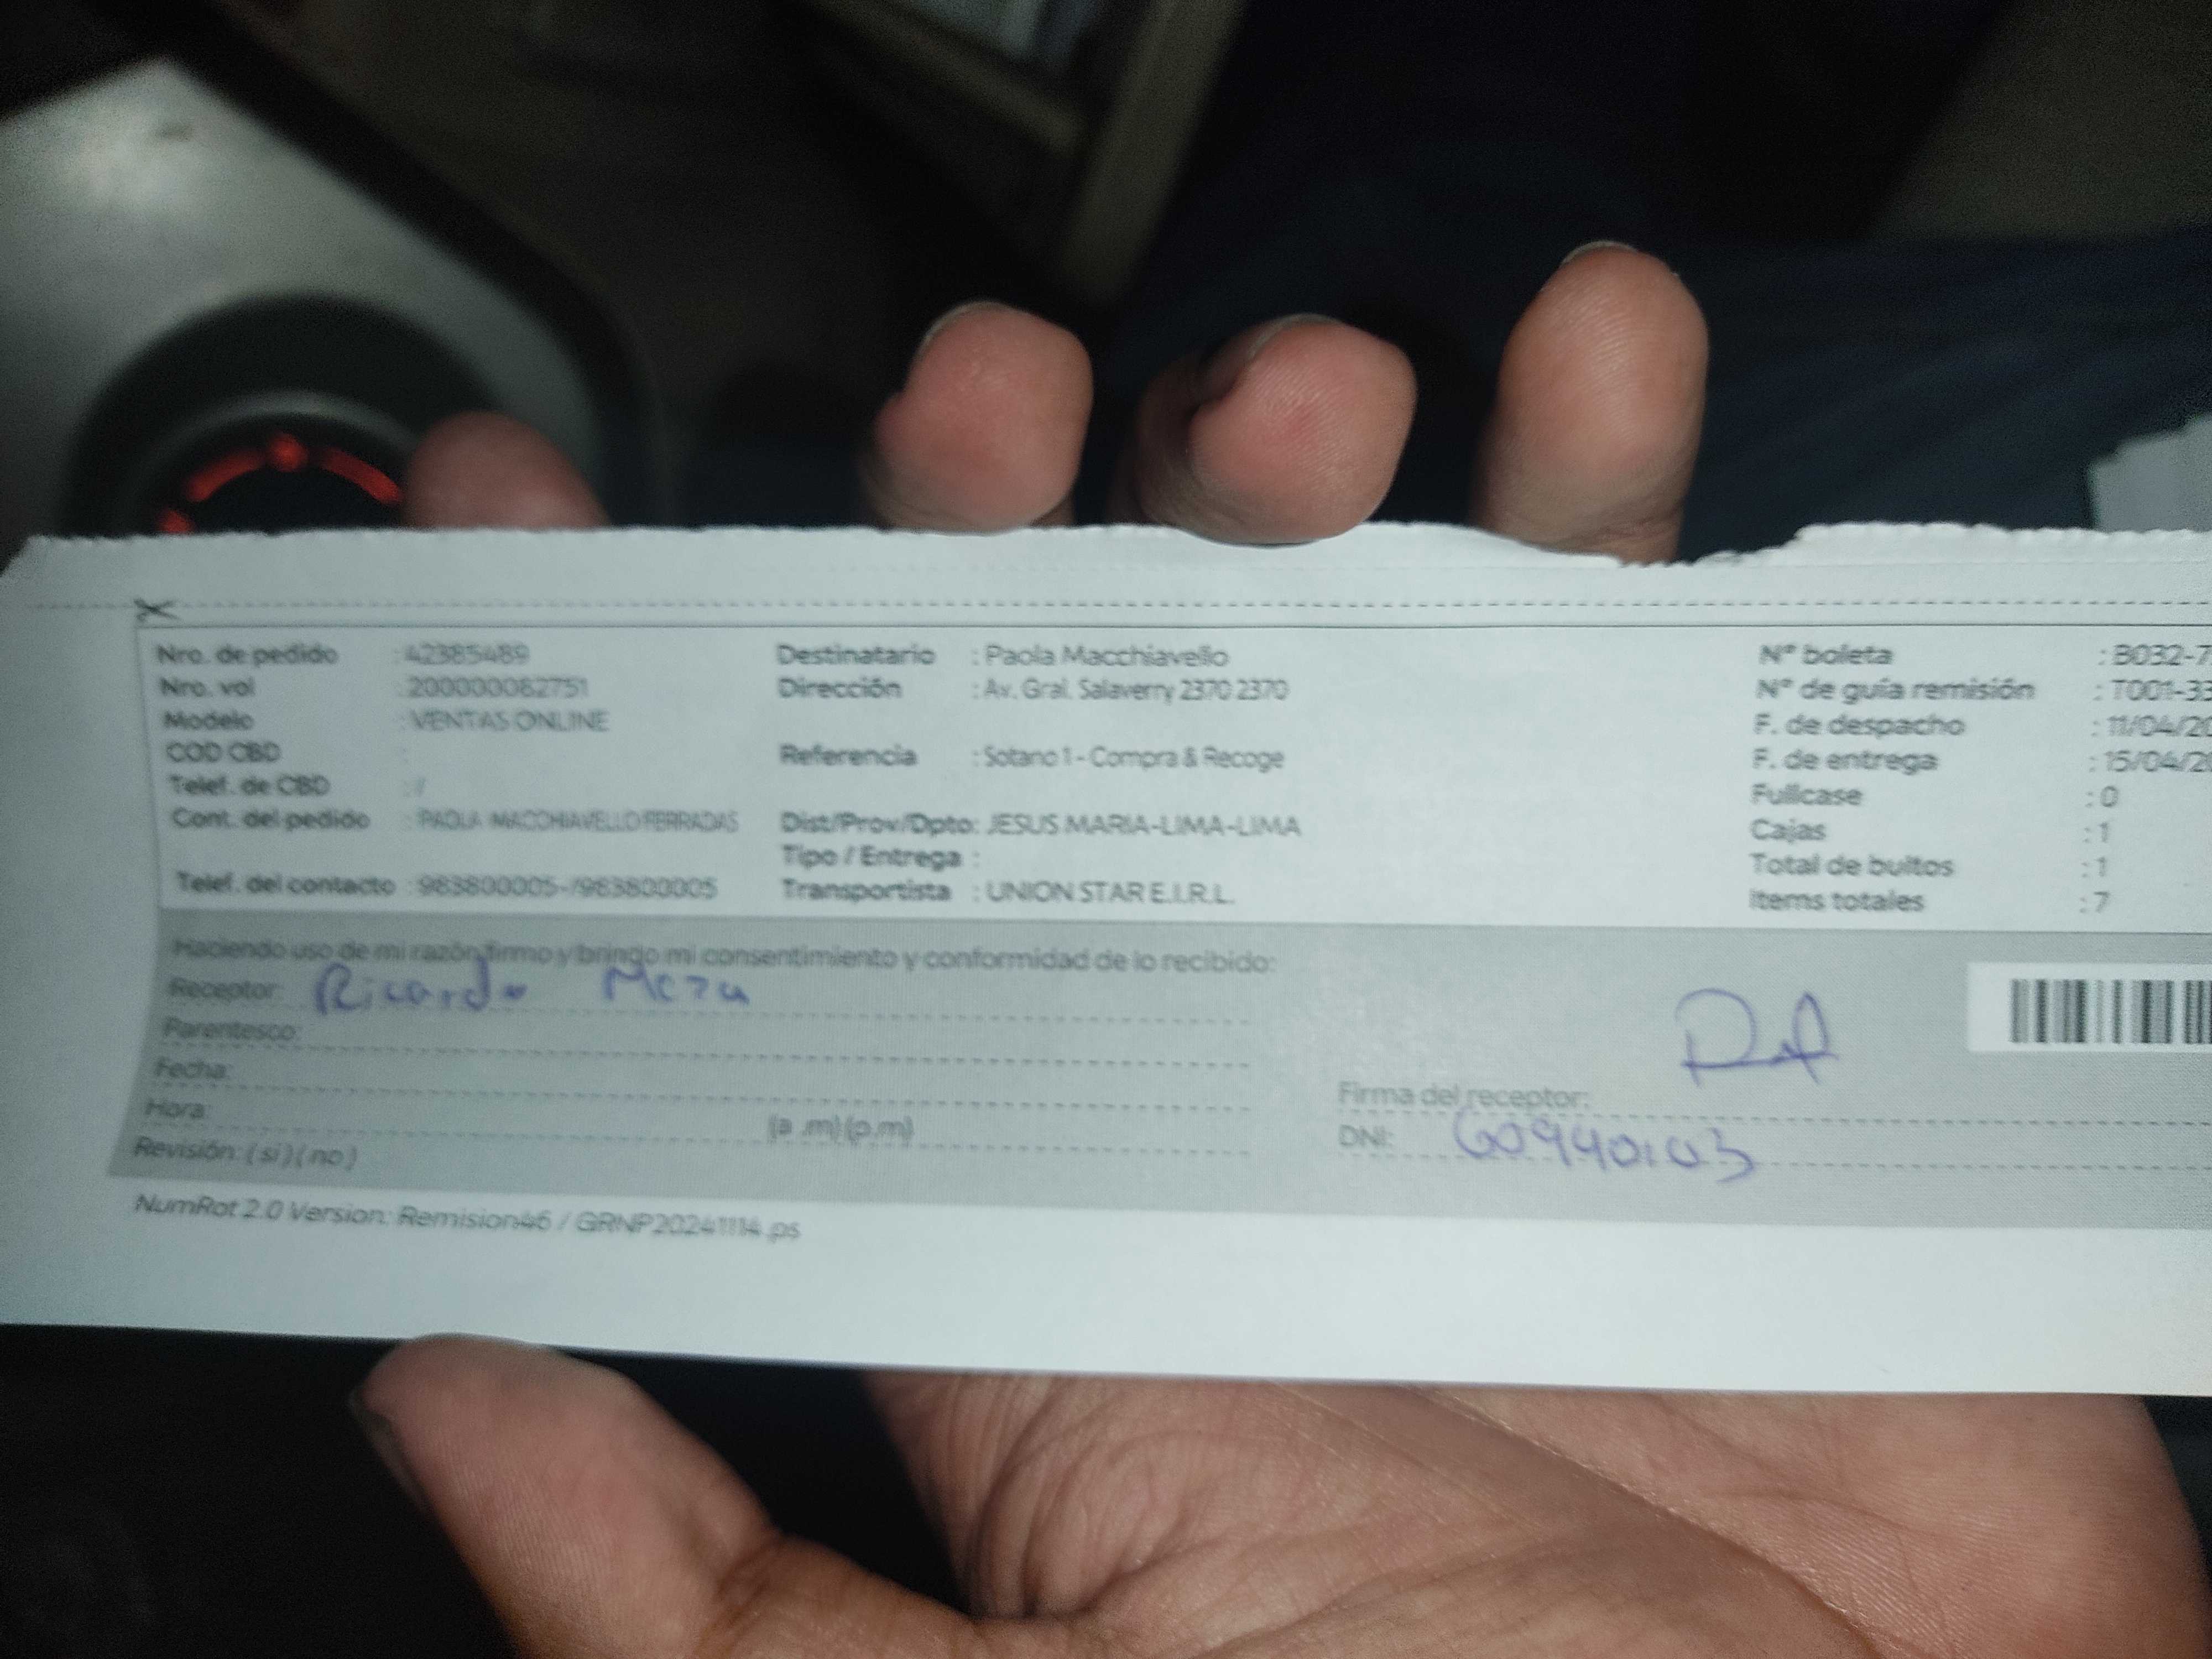 Nro. de pedido : 42385489
Nro. vol : 200000082751
Modelo : VENTAS ONLINE
COD CBD :
Telef. de CBD : /
Cont. del pedido : PAOLA MACCHIAVELLO FERRADAS
Telef. del contacto : 983800005-/983800005
Destinatario : Paola Macchiavello
Dirección : Av. Gral. Salaverry 2370 2370
Referencia : Sotano 1 - Compra & Recoge
Dist/Prov/Dpto: JESUS MARIA-LIMA-LIMA
Tipo / Entrega :
Transportista : UNION STAR E.I.R.L.
N° boleta : B032-7
N° de guía remisión : T001-33
F. de despacho : 11/04/20
F. de entrega : 15/04/20
Fullcase : 0
Cajas : 1
Total de bultos : 1
Items totales : 7
Haciendo uso de mi razón firmo y bringo mi consentimiento y conformidad de lo recibido:
Receptor: Ricardo Meza
Parentesco:
Fecha:
Hora: (a .m) (p.m)
Revisión: ( si ) ( no )
Firma del receptor:
DNI:
NumRot 2.0 Version: Remision46 / GRNP20241114 .ps